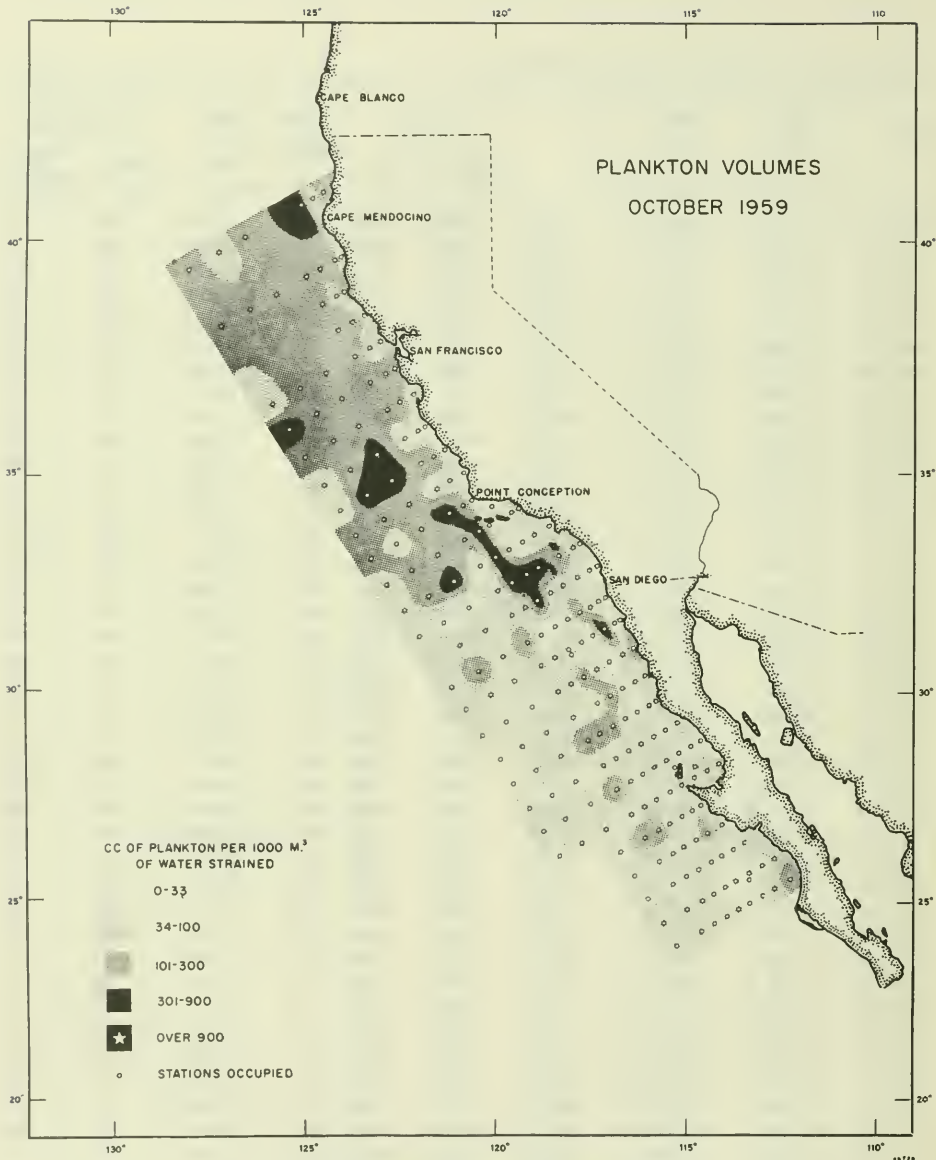 130° 125° 120° 115° 110
CAPE BLANCO
PLANKTON VOLUMES
OCTOBER 1959
CAPE MENDOCINO
40° 40°
SAN FRANCISCO
35° 35°
POINT CONCEPTION
SAN DIEGO
30° 30°
CC OF PLANKTON PER 1000 M.³
OF WATER STRAINED
0-33
34-100
25° 25°
101-300
301-900
OVER 900
STATIONS OCCUPIED
20° 20°
130° 125° 120° 115° 110°